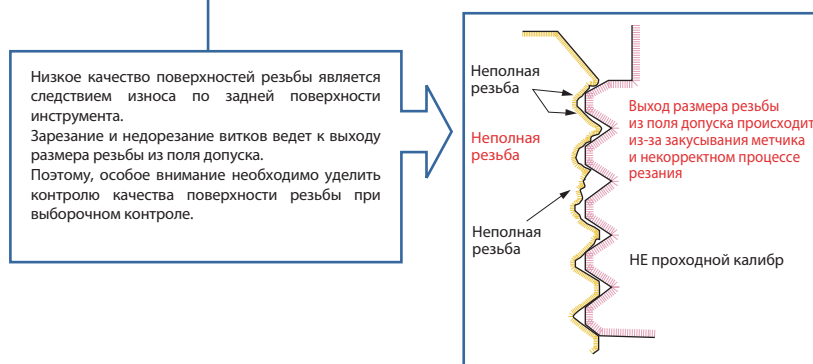 Низкое качество поверхностей резьбы является
следствием износа по задней поверхности
инструмента.
Зарезание и недорезание витков ведет к выходу
размера резьбы из поля допуска.
Поэтому, особое внимание необходимо уделить
контролю качества поверхности резьбы при
выборочном контроле.
Неполная
резьба
Неполная
резьба
Неполная
резьба
Выход размера резьбы
из поля допуска происходит
из-за закусывания метчика
и некорректном процессе
резания
НЕ проходной калибр